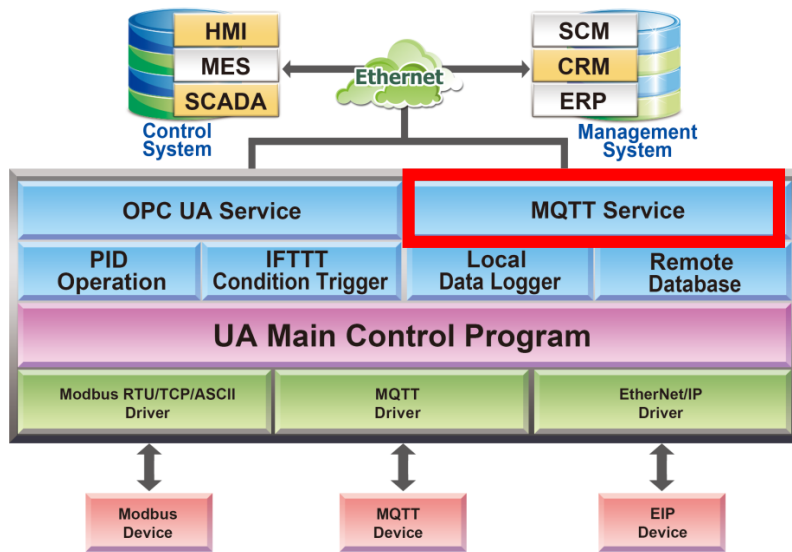 HMI
MES
SCADA
Control
System
Ethernet
SCM
CRM
ERP
Management
System
OPC UA Service
MQTT Service
PID
Operation
IFTTT
Condition Trigger
Local
Data Logger
Remote
Database
UA Main Control Program
Modbus RTU/TCP/ASCII
Driver
MQTT
Driver
EtherNet/IP
Driver
Modbus
Device
MQTT
Device
EIP
Device